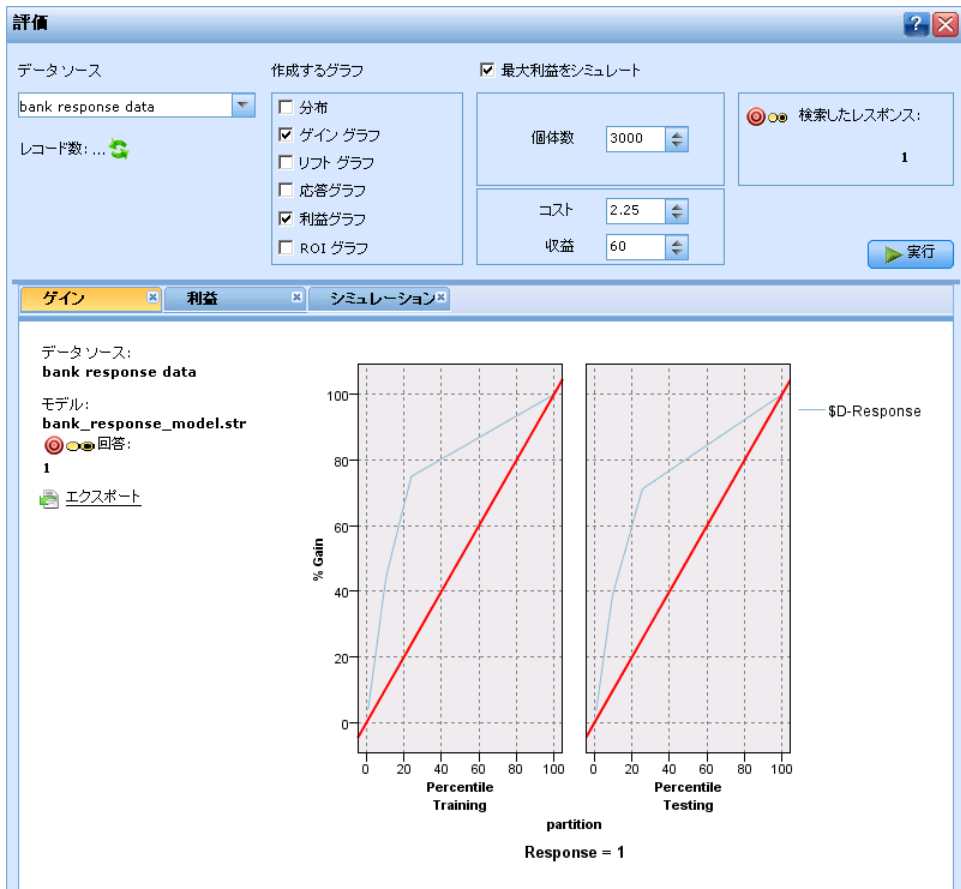 評価
データ ソース
bank response data
レコード数: ...
作成するグラフ
分布
ゲイン グラフ
リフト グラフ
応答グラフ
利益グラフ
ROI グラフ
最大利益をシミュレート
個体数
3000
コスト
2.25
収益
60
検索したレスポンス:
1
実行
ゲイン
利益
シミュレーション
データ ソース:
bank response data
モデル:
bank_response_model.str
回答:
1
エクスポート
% Gain
100
80
60
40
20
0
0 20 40 60 80 100
Percentile
Training
0 20 40 60 80 100
Percentile
Testing
partition
Response = 1
$D-Response